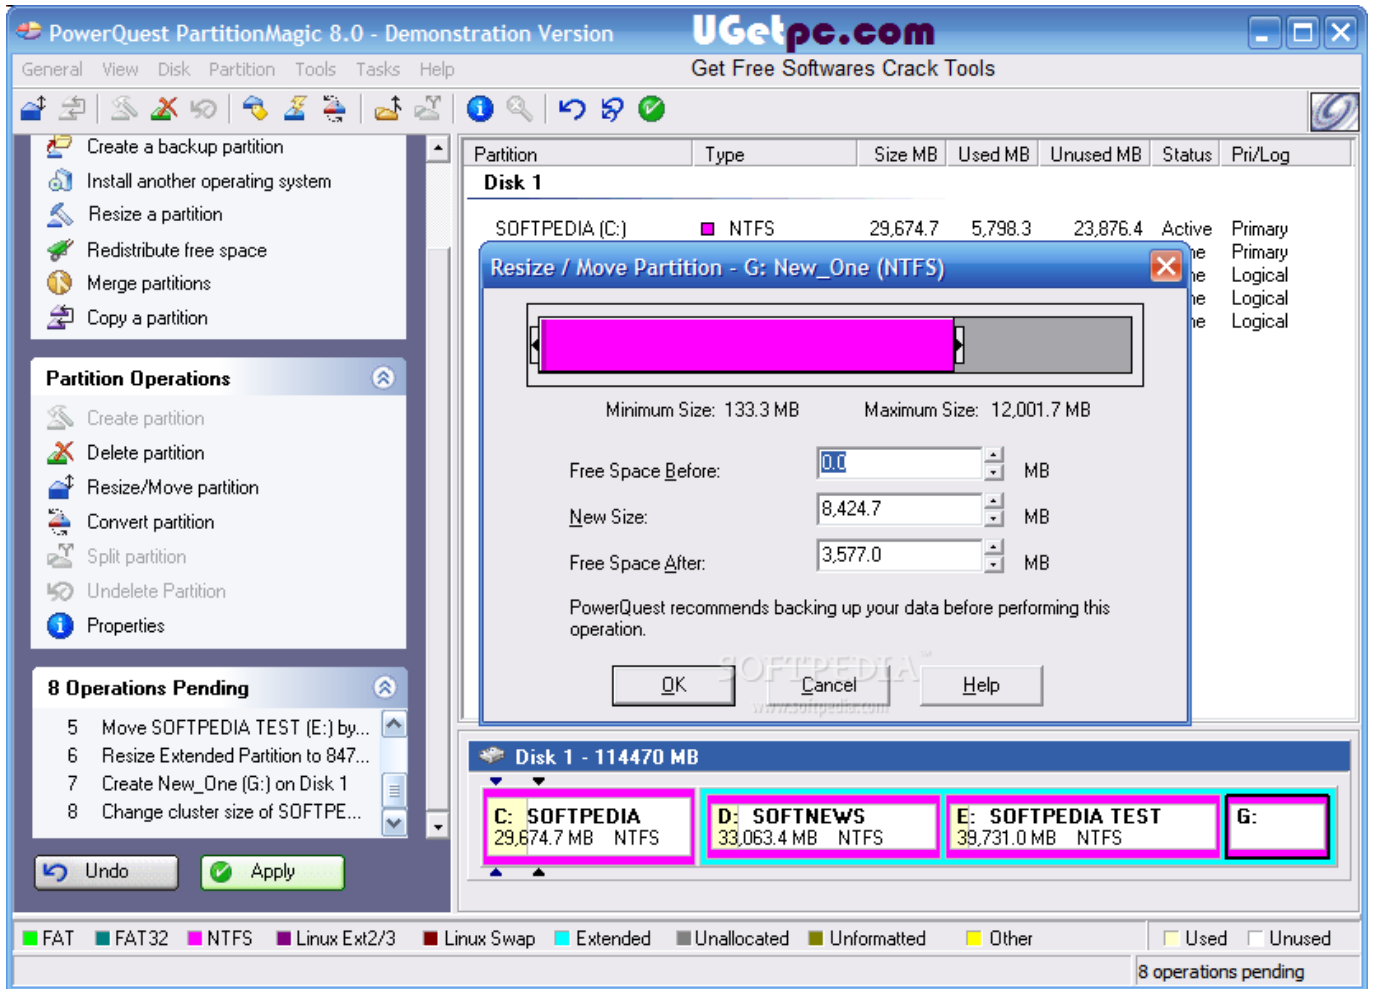 PowerQuest PartitionMagic 8.0 - Demonstration Version
UGetpc.com
General View Disk Partition Tools Tasks Help
Get Free Softwares Crack Tools
Create a backup partition
Install another operating system
Resize a partition
Redistribute free space
Merge partitions
Copy a partition
Partition Operations
Create partition
Delete partition
Resize/Move partition
Convert partition
Split partition
Undelete Partition
Properties
8 Operations Pending
5 Move SOFTPEDIA TEST (E:) by...
6 Resize Extended Partition to 847...
7 Create New_One (G:) on Disk 1
8 Change cluster size of SOFTPE...
Undo Apply
Partition Type Size MB Used MB Unused MB Status Pri/Log
Disk 1
SOFTPEDIA (C:) NTFS 29,674.7 5,798.3 23,876.4 Active Primary
ne Primary
ne Logical
ne Logical
ne Logical
Resize / Move Partition - G: New_One (NTFS)
Minimum Size: 133.3 MB Maximum Size: 12,001.7 MB
Free Space Before: 0.0 MB
New Size: 8,424.7 MB
Free Space After: 3,577.0 MB
PowerQuest recommends backing up your data before performing this
operation.
SOFTPEDIA
www.softpedia.com
OK Cancel Help
Disk 1 - 114470 MB
C: SOFTPEDIA
29,674.7 MB NTFS
D: SOFTNEWS
33,063.4 MB NTFS
E: SOFTPEDIA TEST
39,731.0 MB NTFS
G:
FAT FAT32 NTFS Linux Ext2/3 Linux Swap Extended Unallocated Unformatted Other Used Unused
8 operations pending